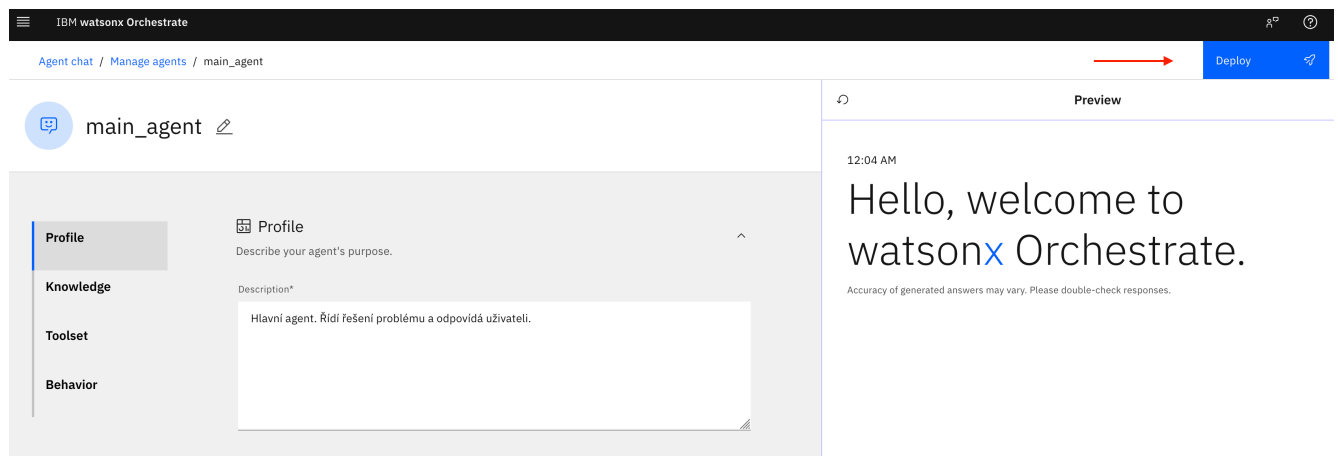 IBM watsonx Orchestrate
Agent chat / Manage agents / main_agent
Deploy
main_agent
Profile
Knowledge
Toolset
Behavior
Profile
Describe your agent's purpose.
Description*
Hlavní agent. Řídí řešení problému a odpovídá uživateli.
Preview
12:04 AM
Hello, welcome to
watsonx Orchestrate.
Accuracy of generated answers may vary. Please double-check responses.